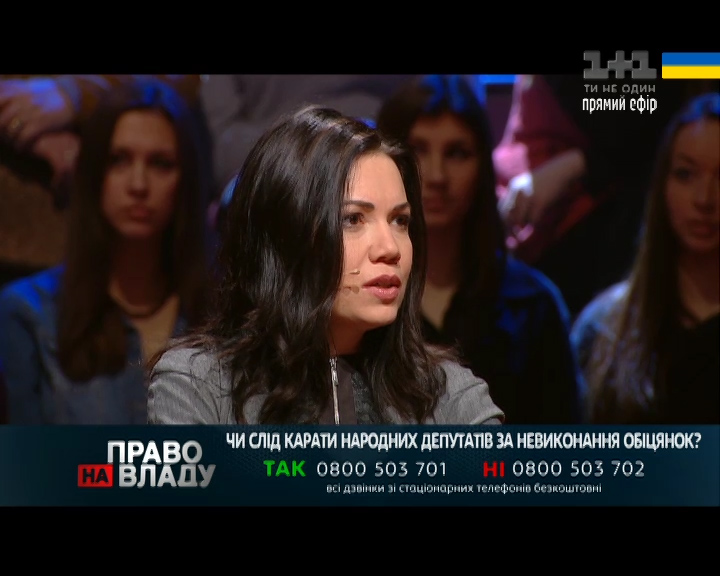 1+1
ТИ НЕ ОДИН
ПРЯМИЙ ЕФІР
ПРАВО
НА ВЛАДУ
ЧИ СЛІД КАРАТИ НАРОДНИХ ДЕПУТАТІВ ЗА НЕВИКОНАННЯ ОБІЦЯНОК?
ТАК 0800 503 701 НІ 0800 503 702
всі дзвінки зі стаціонарних телефонів безкоштовні